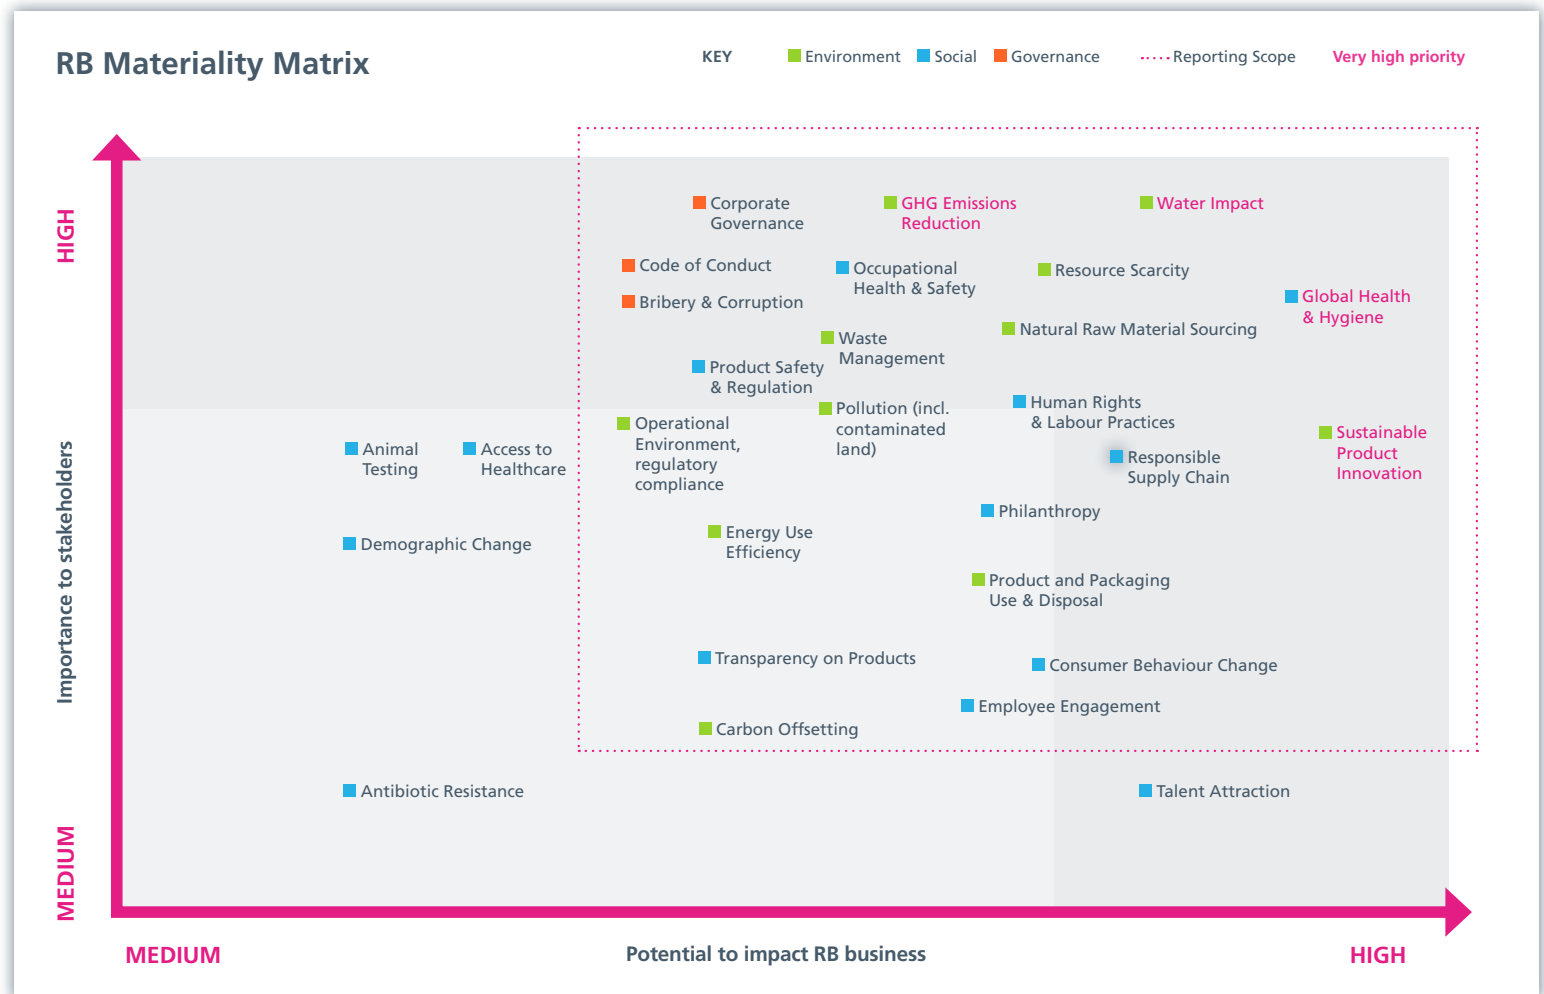 RB Materiality Matrix
KEY
Environment
Social
Governance
Reporting Scope
Very high priority
HIGH
Importance to stakeholders
MEDIUM
Corporate
Governance
GHG Emissions
Reduction
Water Impact
Code of Conduct
Occupational
Health & Safety
Resource Scarcity
Bribery & Corruption
Global Health
& Hygiene
Waste
Management
Natural Raw Material Sourcing
Product Safety
& Regulation
Pollution (incl.
contaminated
land)
Human Rights
& Labour Practices
Operational
Environment,
regulatory
compliance
Sustainable
Product
Innovation
Animal
Testing
Access to
Healthcare
Responsible
Supply Chain
Philanthropy
Energy Use
Efficiency
Demographic Change
Product and Packaging
Use & Disposal
Transparency on Products
Consumer Behaviour Change
Employee Engagement
Carbon Offsetting
Antibiotic Resistance
Talent Attraction
MEDIUM
Potential to impact RB business
HIGH